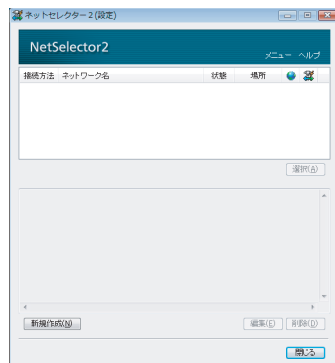 ネットセレクター2(設定)
NetSelector2
メニュー ヘルプ
接続方法 ネットワーク名 状態 場所
選択(A)
新規作成(N) 編集(E) 削除(D)
閉じる